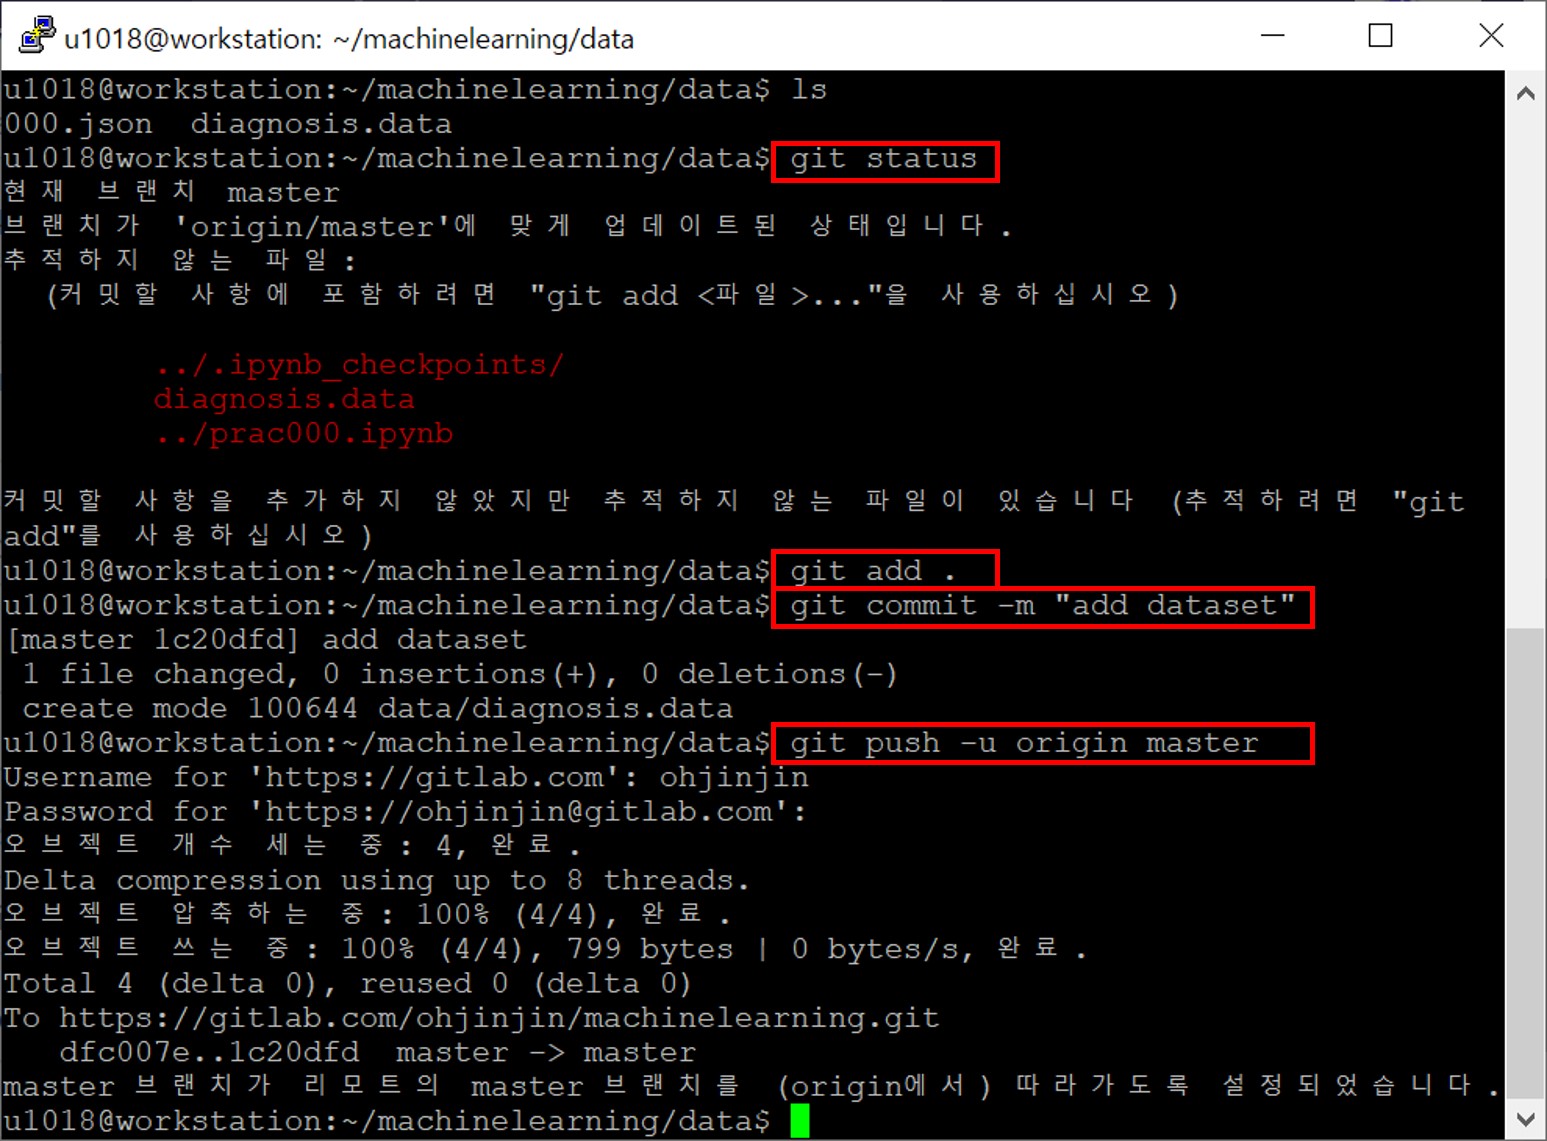 u1018@workstation: ~/machinelearning/data
u1018@workstation:~/machinelearning/data$ ls
000.json  diagnosis.data
u1018@workstation:~/machinelearning/data$ git status
현재 브랜치 master
브랜치가 'origin/master'에 맞게 업데이트된 상태입니다.
추적하지 않는 파일:
  (커밋할 사항에 포함하려면 "git add <파일>..."을 사용하십시오)
../.ipynb_checkpoints/
diagnosis.data
../prac000.ipynb
커밋할 사항을 추가하지 않았지만 추적하지 않는 파일이 있습니다 (추적하려면 "git
add"를 사용하십시오)
u1018@workstation:~/machinelearning/data$ git add .
u1018@workstation:~/machinelearning/data$ git commit -m "add dataset"
[master 1c20dfd] add dataset
 1 file changed, 0 insertions(+), 0 deletions(-)
 create mode 100644 data/diagnosis.data
u1018@workstation:~/machinelearning/data$ git push -u origin master
Username for 'https://gitlab.com': ohjinjin
Password for 'https://ohjinjin@gitlab.com':
오브젝트 개수 세는 중: 4, 완료.
Delta compression using up to 8 threads.
오브젝트 압축하는 중: 100% (4/4), 완료.
오브젝트 쓰는 중: 100% (4/4), 799 bytes | 0 bytes/s, 완료.
Total 4 (delta 0), reused 0 (delta 0)
To https://gitlab.com/ohjinjin/machinelearning.git
   dfc007e..1c20dfd  master -> master
master 브랜치가 리모트의 master 브랜치를 (origin에서) 따라가도록 설정되었습니다.
u1018@workstation:~/machinelearning/data$